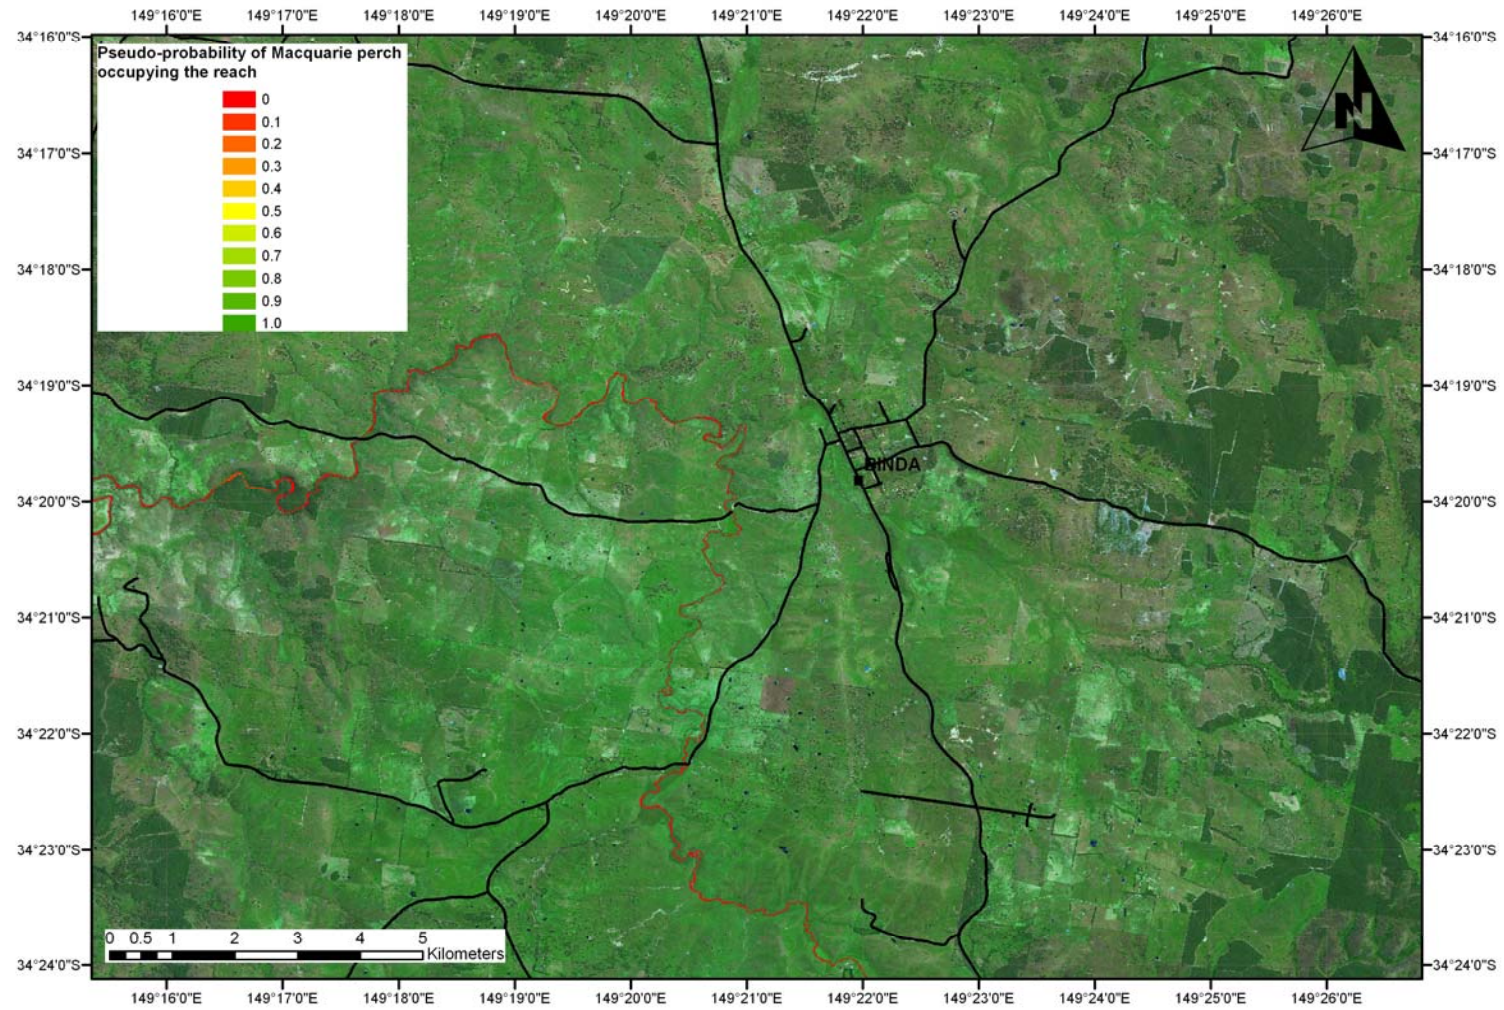 149°16'0"E 149°17'0"E 149°18'0"E 149°19'0"E 149°20'0"E 149°21'0"E 149°22'0"E 149°23'0"E 149°24'0"E 149°25'0"E 149°26'0"E
34°16'0"S 34°16'0"S
Pseudo-probability of Macquarie perch
occupying the reach
0
0.1
0.2
0.3
0.4
0.5
0.6
0.7
0.8
0.9
1.0
N
34°17'0"S 34°17'0"S
34°18'0"S 34°18'0"S
34°19'0"S 34°19'0"S
BINDA
34°20'0"S 34°20'0"S
34°21'0"S 34°21'0"S
34°22'0"S 34°22'0"S
34°23'0"S 34°23'0"S
0 0.5 1 2 3 4 5
Kilometers
34°24'0"S 34°24'0"S
149°16'0"E 149°17'0"E 149°18'0"E 149°19'0"E 149°20'0"E 149°21'0"E 149°22'0"E 149°23'0"E 149°24'0"E 149°25'0"E 149°26'0"E